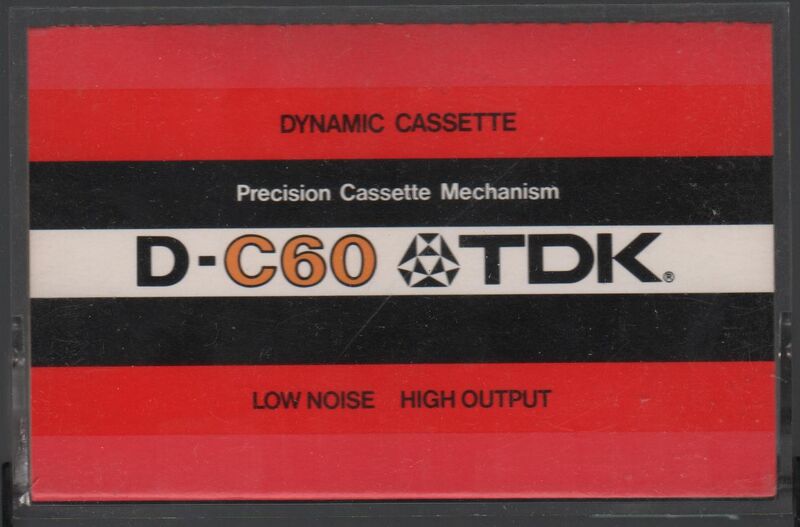 DYNAMIC CASSETTE
Precision Cassette Mechanism
D-C60 TDK®
LOW NOISE HIGH OUTPUT